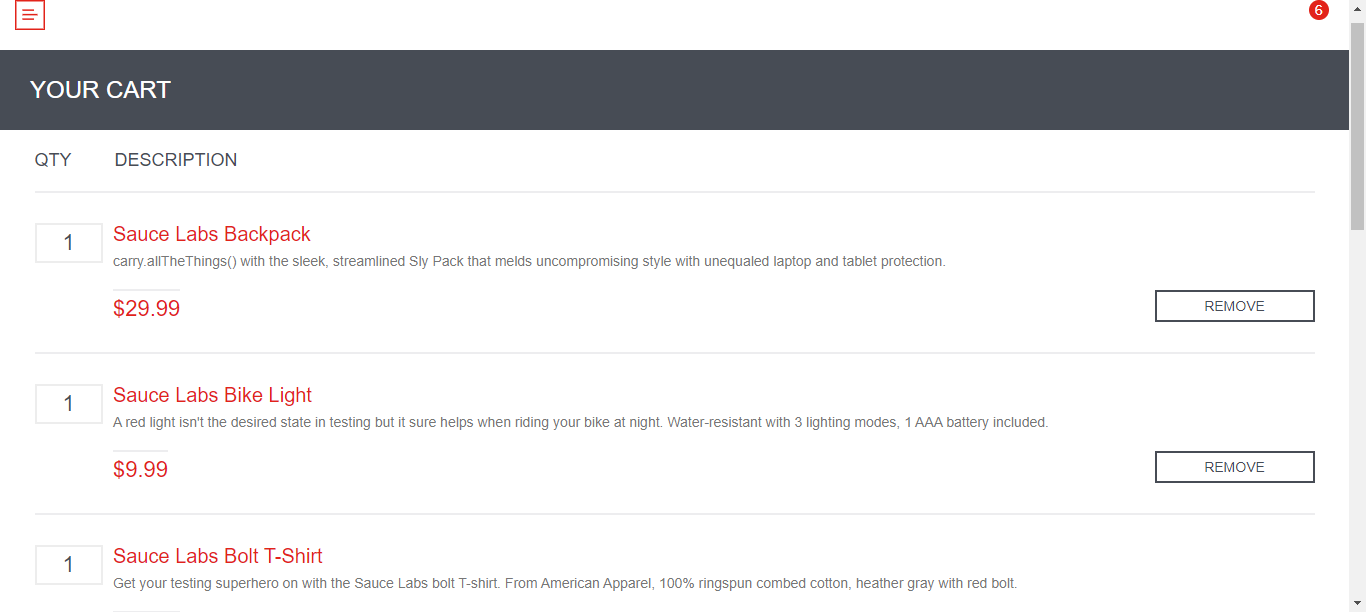 6
YOUR CART
QTY DESCRIPTION
1 Sauce Labs Backpack
carry.allTheThings() with the sleek, streamlined Sly Pack that melds uncompromising style with unequaled laptop and tablet protection.
$29.99 REMOVE
1 Sauce Labs Bike Light
A red light isn't the desired state in testing but it sure helps when riding your bike at night. Water-resistant with 3 lighting modes, 1 AAA battery included.
$9.99 REMOVE
1 Sauce Labs Bolt T-Shirt
Get your testing superhero on with the Sauce Labs bolt T-shirt. From American Apparel, 100% ringspun combed cotton, heather gray with red bolt.